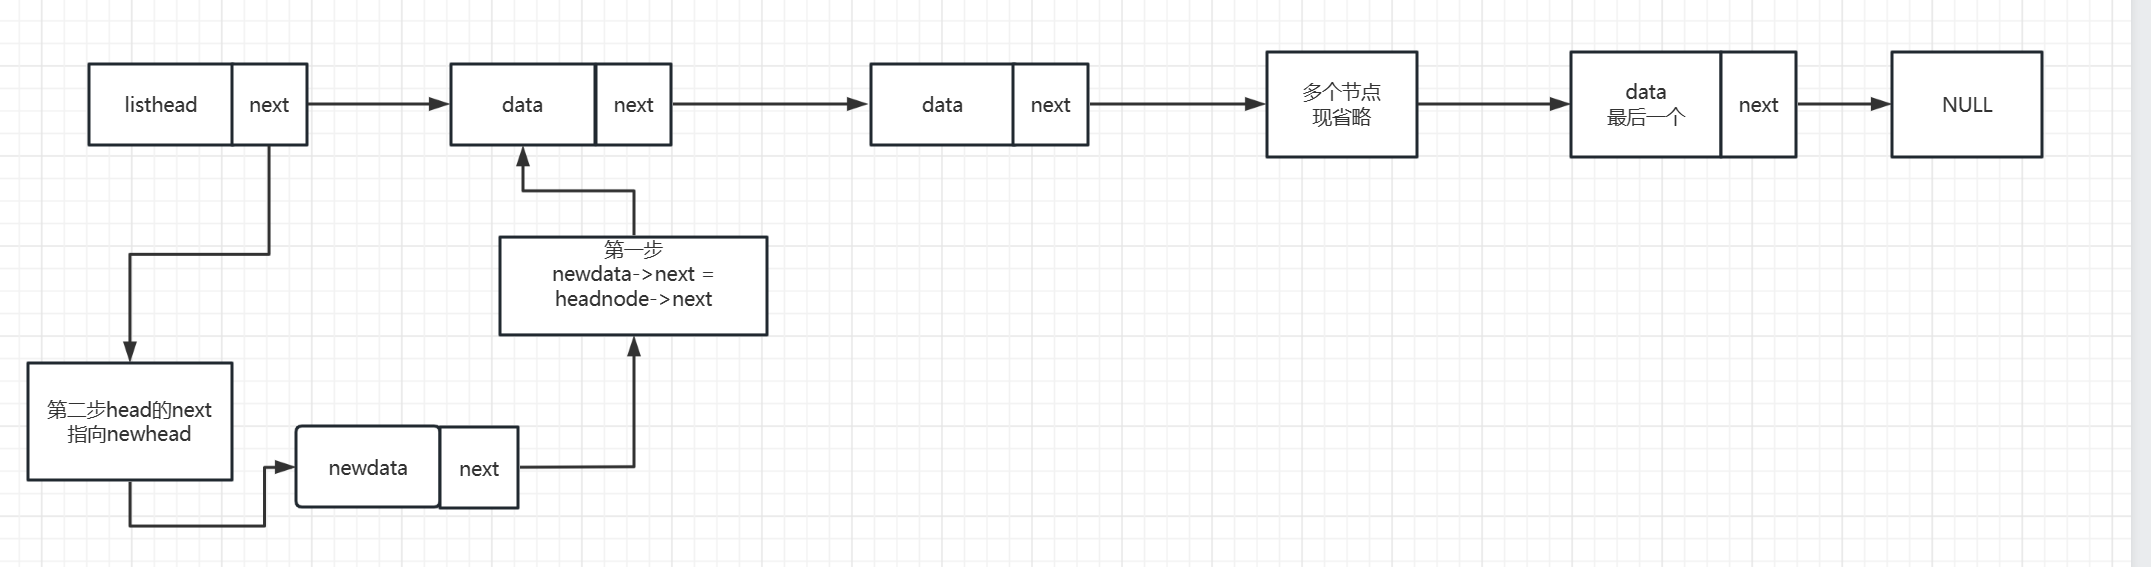 listhead
next
data
next
data
next
多个节点
现省略
data
最后一个
next
NULL
第一步
newdata->next =
headnode->next
第二步head的next
指向newhead
newdata
next